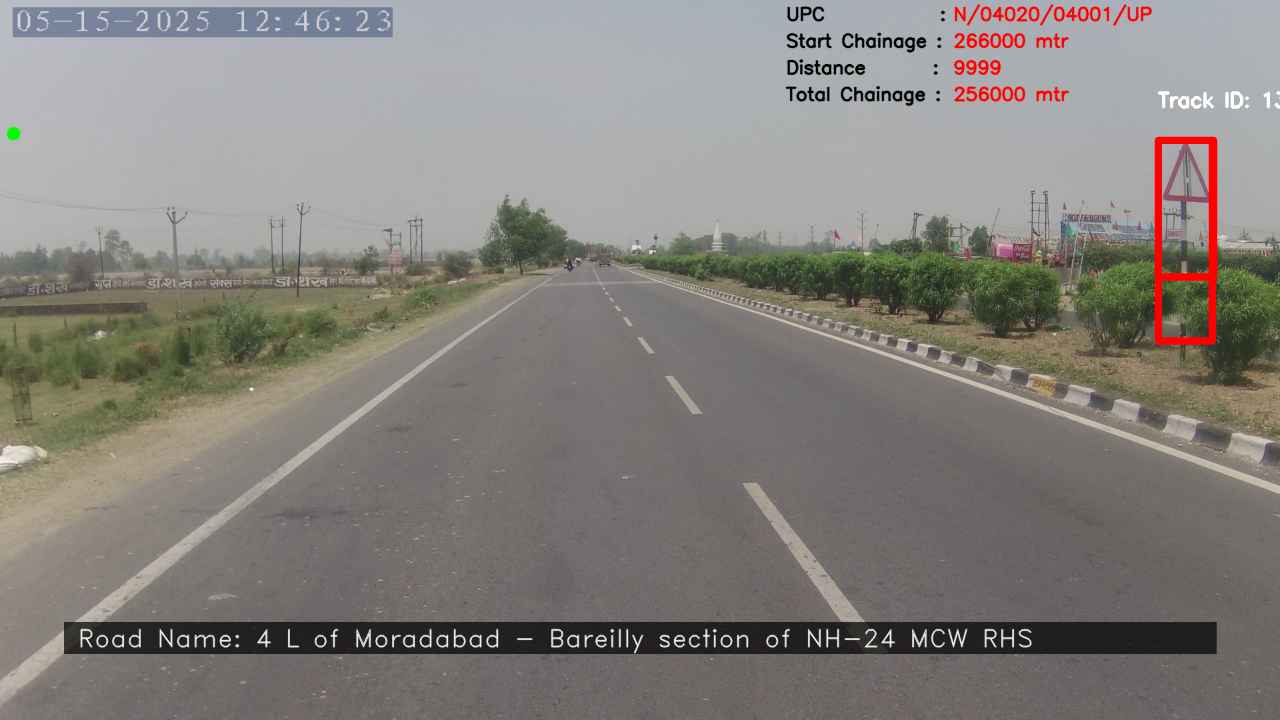 05-15-2025 12:46:23
UPC : N/04020/04001/UP
Start Chainage : 266000 mtr
Distance : 9999
Total Chainage : 256000 mtr
Track ID: 13
डा.शेख डा.शेख डा.शेख
Road Name: 4 L of Moradabad - Bareilly section of NH-24 MCW RHS